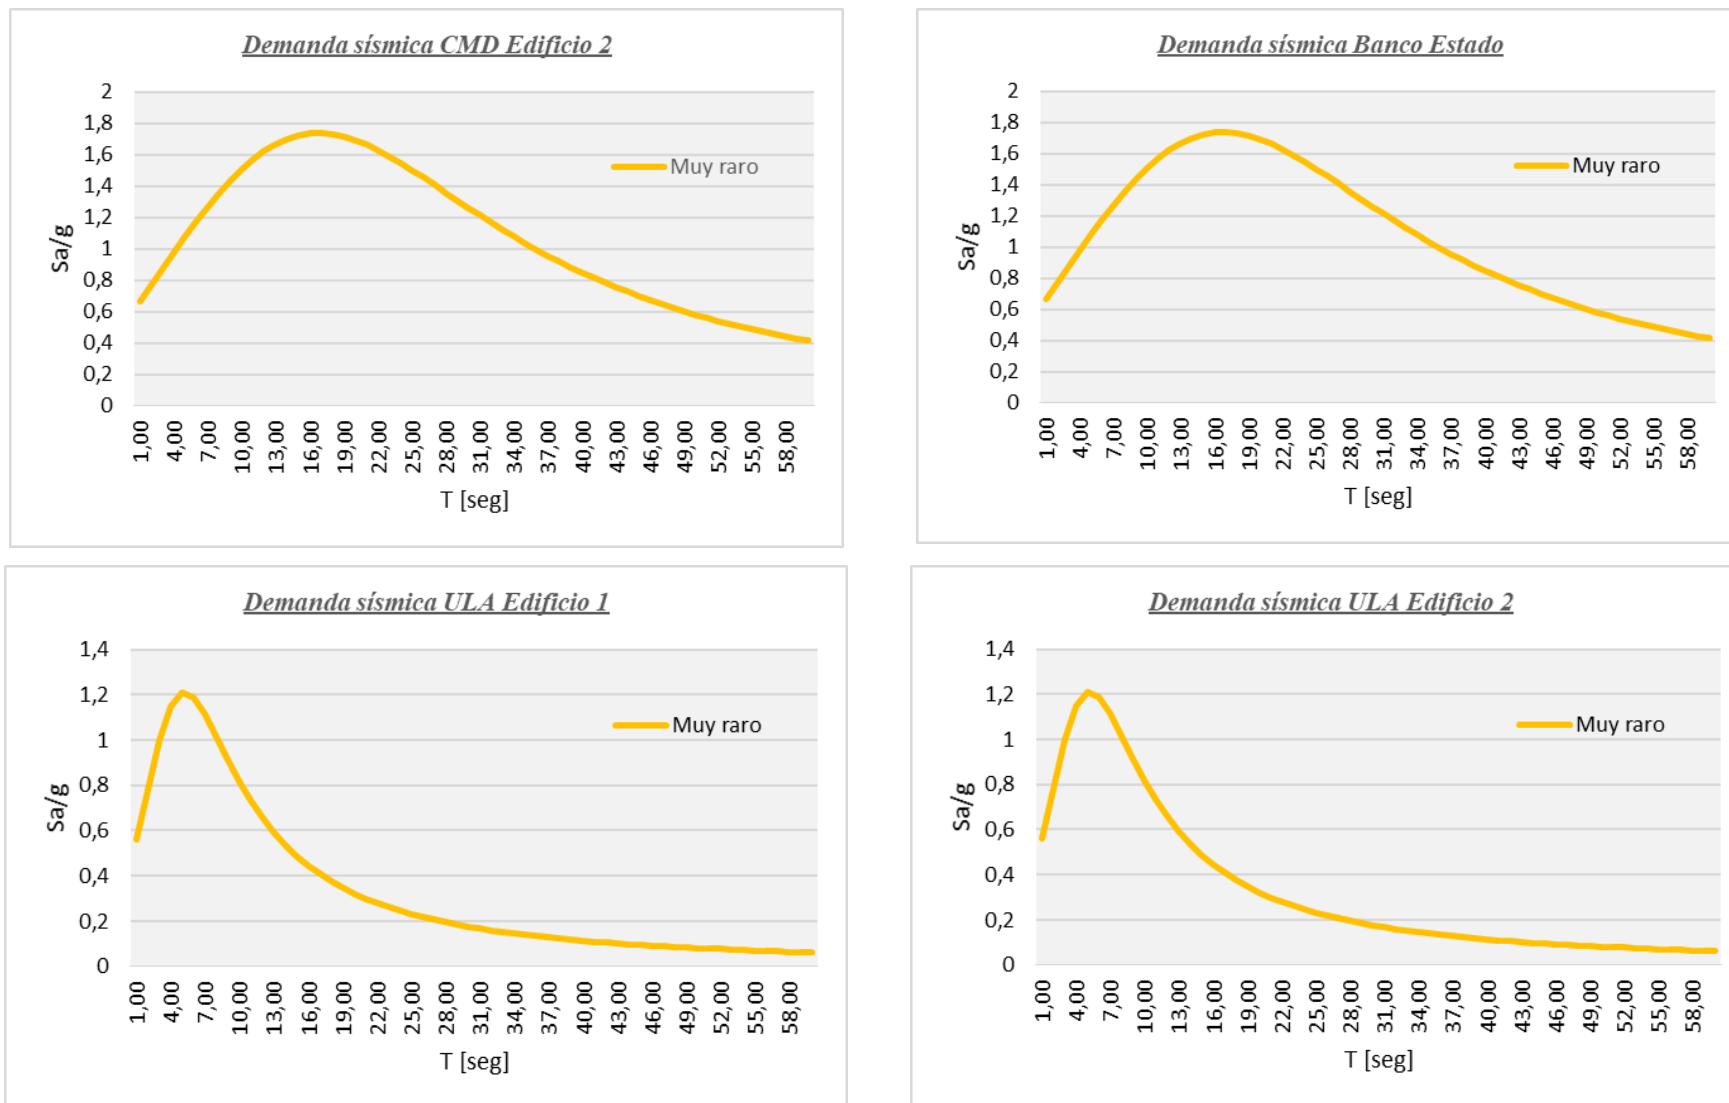 Demanda sísmica CMD Edificio 2
2
1,8
1,6
1,4
1,2
1
0,8
0,6
0,4
0,2
0
Sa/g
Muy raro
1,00 4,00 7,00 10,00 13,00 16,00 19,00 22,00 25,00 28,00 31,00 34,00 37,00 40,00 43,00 46,00 49,00 52,00 55,00 58,00
T [seg]
Demanda sísmica Banco Estado
2
1,8
1,6
1,4
1,2
1
0,8
0,6
0,4
0,2
0
Sa/g
Muy raro
1,00 4,00 7,00 10,00 13,00 16,00 19,00 22,00 25,00 28,00 31,00 34,00 37,00 40,00 43,00 46,00 49,00 52,00 55,00 58,00
T [seg]
Demanda sísmica ULA Edificio 1
1,4
1,2
1
0,8
0,6
0,4
0,2
0
Sa/g
Muy raro
1,00 4,00 7,00 10,00 13,00 16,00 19,00 22,00 25,00 28,00 31,00 34,00 37,00 40,00 43,00 46,00 49,00 52,00 55,00 58,00
T [seg]
Demanda sísmica ULA Edificio 2
1,4
1,2
1
0,8
0,6
0,4
0,2
0
Sa/g
Muy raro
1,00 4,00 7,00 10,00 13,00 16,00 19,00 22,00 25,00 28,00 31,00 34,00 37,00 40,00 43,00 46,00 49,00 52,00 55,00 58,00
T [seg]